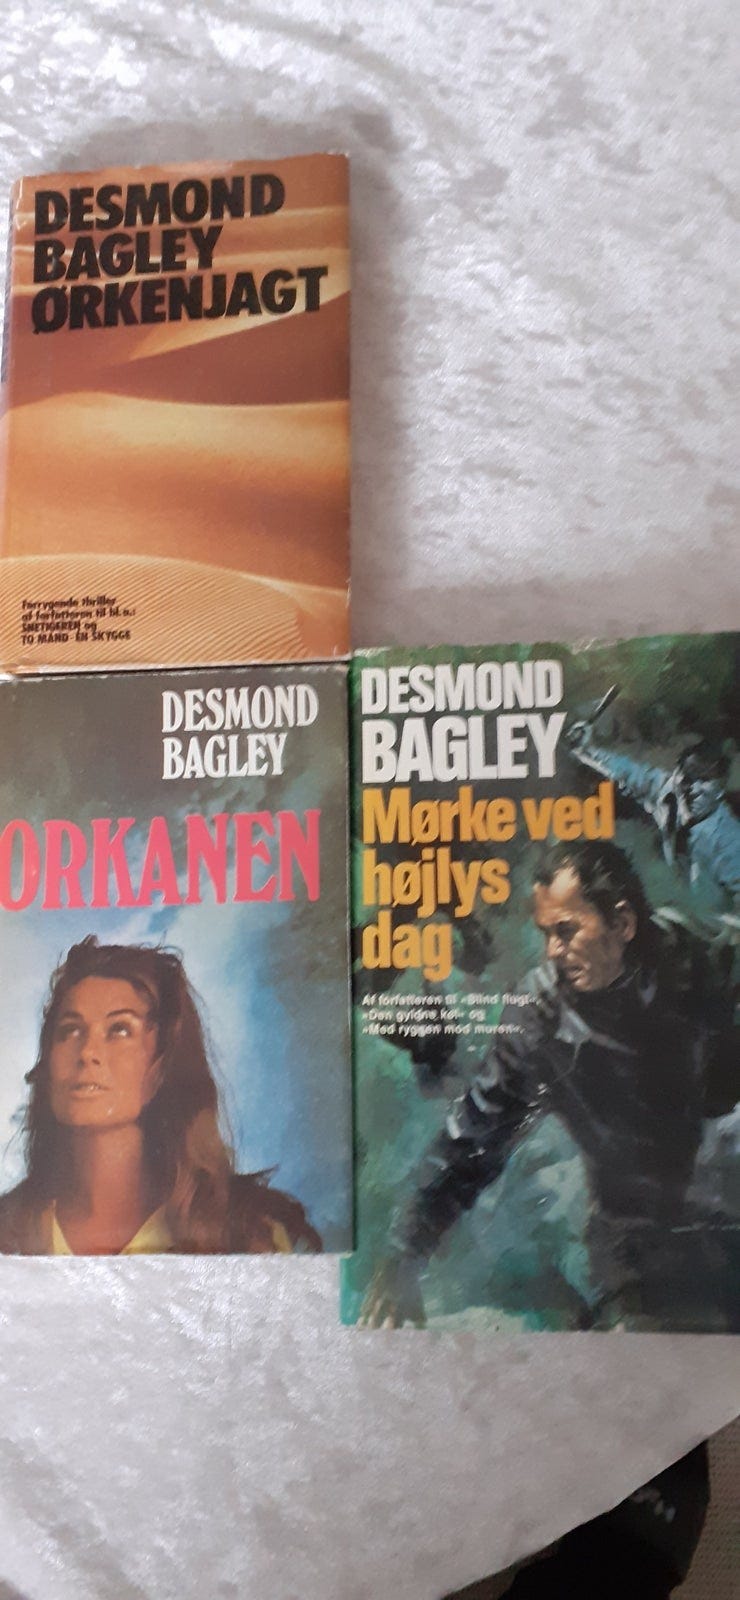 DESMOND
BAGLEY
ØRKENJAGT
Forrygende thriller
af forfatteren til bl.a.:
SNETIGEREN og
TO MAND - EN SKYGGE
DESMOND
BAGLEY
ORKANEN
DESMOND
BAGLEY
Mørke ved
højlys
dag
Af forfatteren til »Blind flugt«,
»Den gyldne køl« og
»Med ryggen mod muren«.